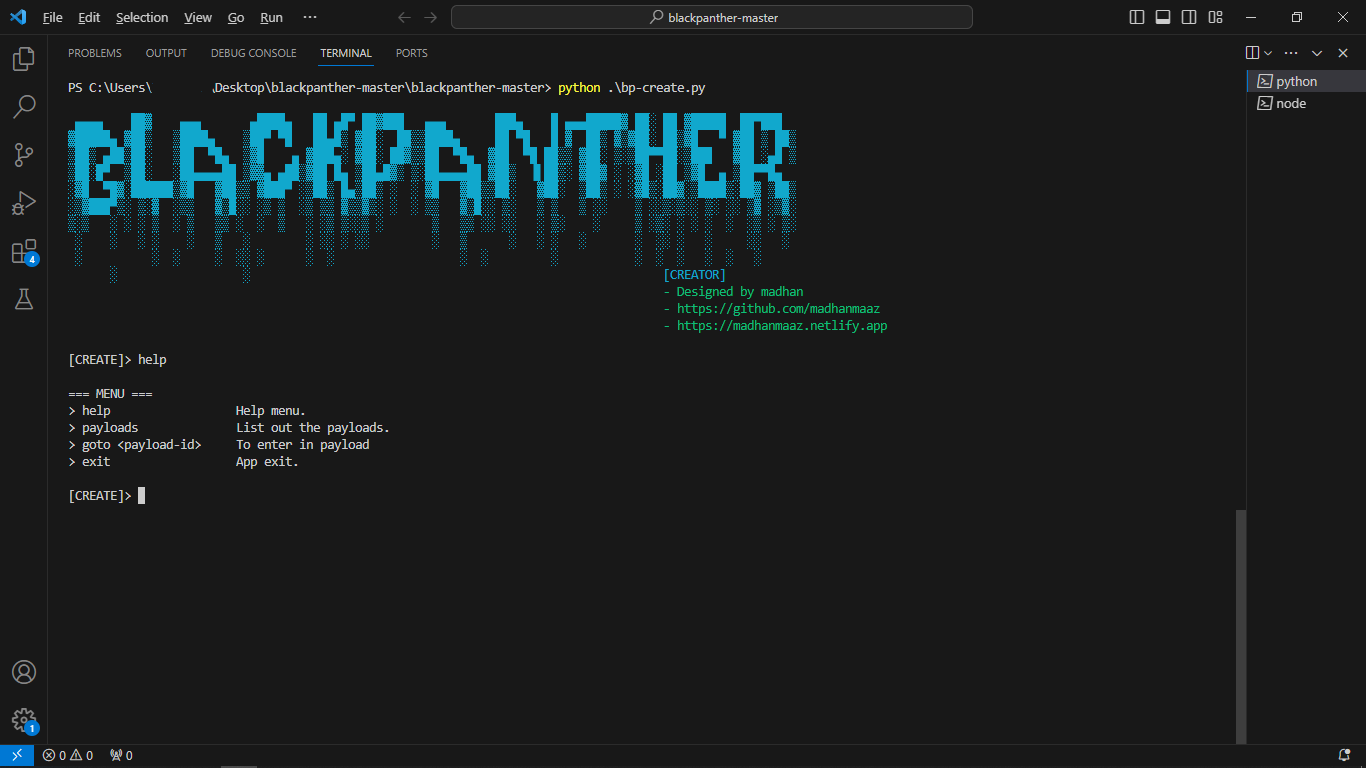 File Edit Selection View Go Run ···
blackpanther-master
PROBLEMS OUTPUT DEBUG CONSOLE TERMINAL PORTS
PS C:\Users\ \Desktop\blackpanther-master\blackpanther-master> python .\bp-create.py
python
node
BLACKPANTHER
[CREATOR]
- Designed by madhan
- https://github.com/madhanmaaz
- https://madhanmaaz.netlify.app
[CREATE]> help
=== MENU ===
> help Help menu.
> payloads List out the payloads.
> goto <payload-id> To enter in payload
> exit App exit.
[CREATE]>
4
1
0 0 0